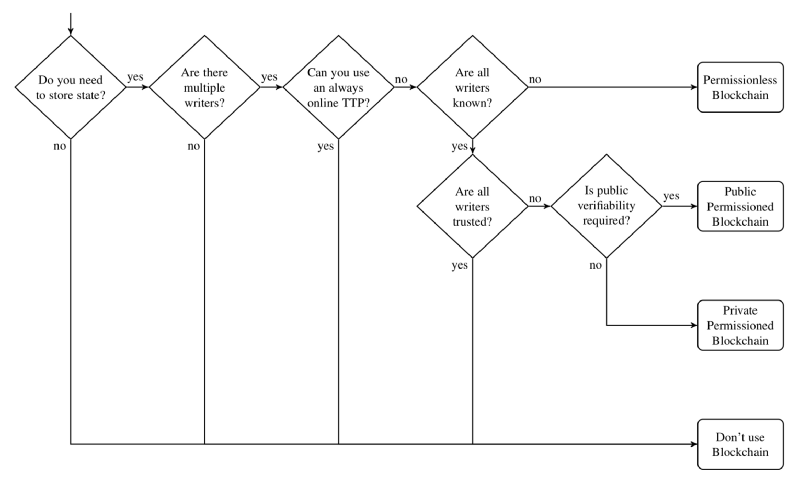 Do you need
to store state?
yes
no
Are there
multiple
writers?
yes
no
Can you use
an always
online TTP?
no
yes
Are all
writers
known?
no
yes
Permissionless
Blockchain
Are all
writers
trusted?
no
yes
Is public
verifiability
required?
yes
no
Public
Permissioned
Blockchain
Private
Permissioned
Blockchain
Don't use
Blockchain